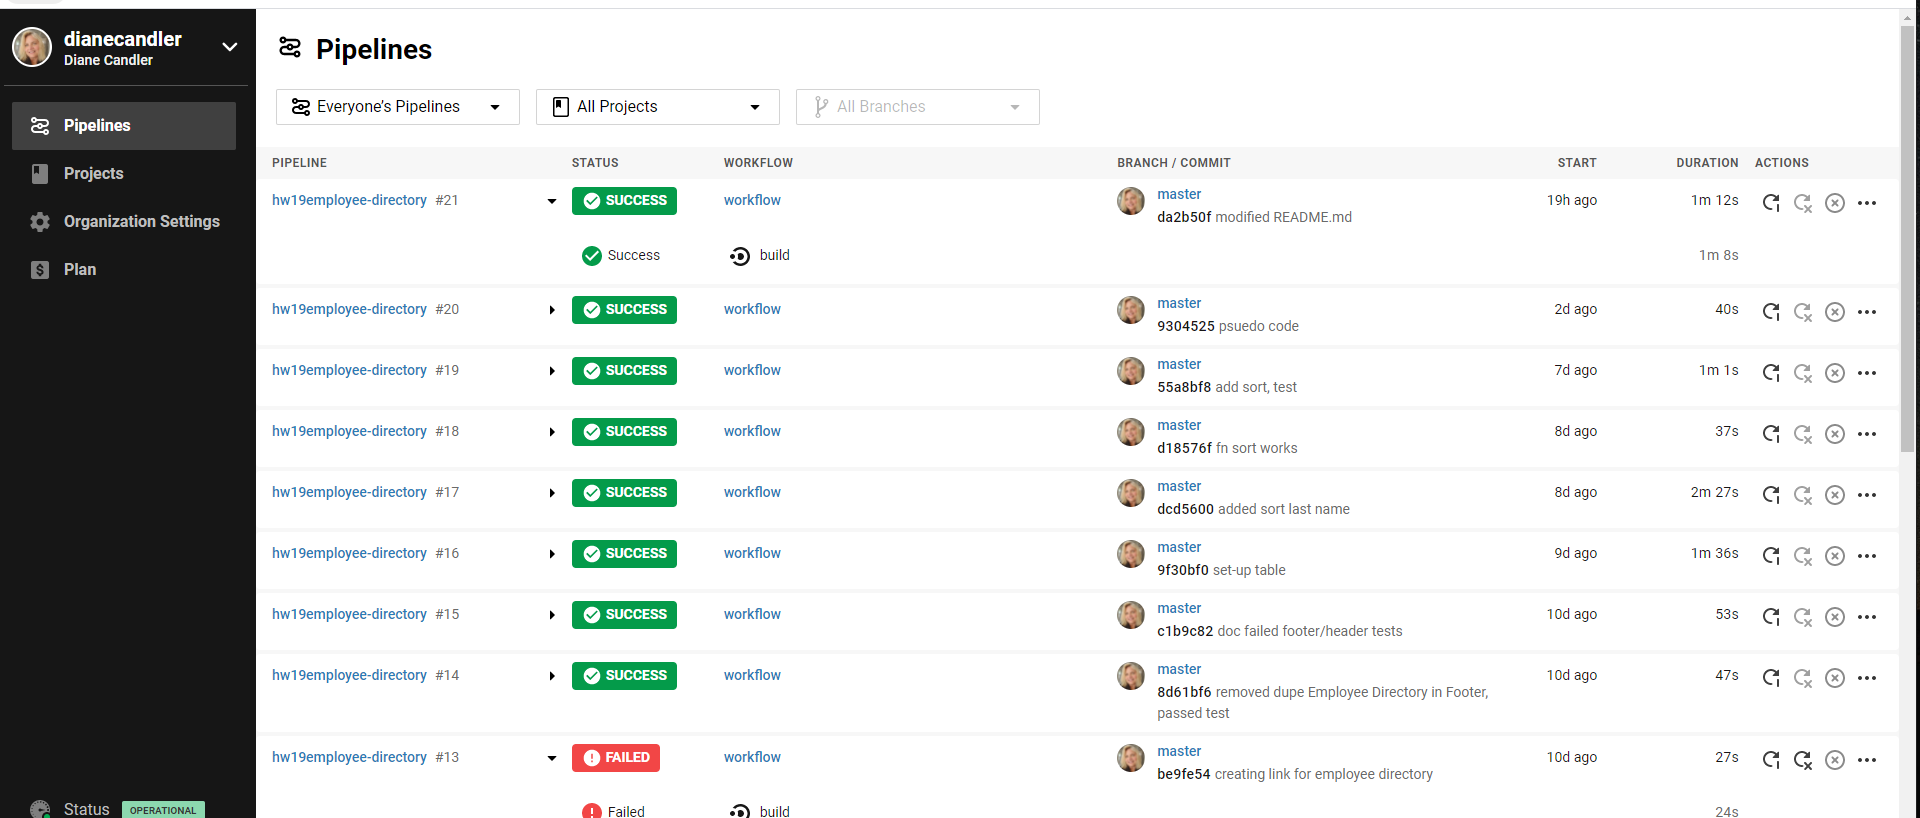 dianecandler
Diane Candler
Pipelines
Projects
Organization Settings
Plan
Status OPERATIONAL
Pipelines
Everyone's Pipelines All Projects All Branches
PIPELINE STATUS WORKFLOW BRANCH / COMMIT START DURATION ACTIONS
hw19employee-directory #21 SUCCESS workflow master 19h ago 1m 12s
da2b50f modified README.md
Success build 1m 8s
hw19employee-directory #20 SUCCESS workflow master 2d ago 40s
9304525 psuedo code
hw19employee-directory #19 SUCCESS workflow master 7d ago 1m 1s
55a8bf8 add sort, test
hw19employee-directory #18 SUCCESS workflow master 8d ago 37s
d18576f fn sort works
hw19employee-directory #17 SUCCESS workflow master 8d ago 2m 27s
dcd5600 added sort last name
hw19employee-directory #16 SUCCESS workflow master 9d ago 1m 36s
9f30bf0 set-up table
hw19employee-directory #15 SUCCESS workflow master 10d ago 53s
c1b9c82 doc failed footer/header tests
hw19employee-directory #14 SUCCESS workflow master 10d ago 47s
8d61bf6 removed dupe Employee Directory in Footer,
passed test
hw19employee-directory #13 FAILED workflow master 10d ago 27s
be9fe54 creating link for employee directory
Failed build 24s